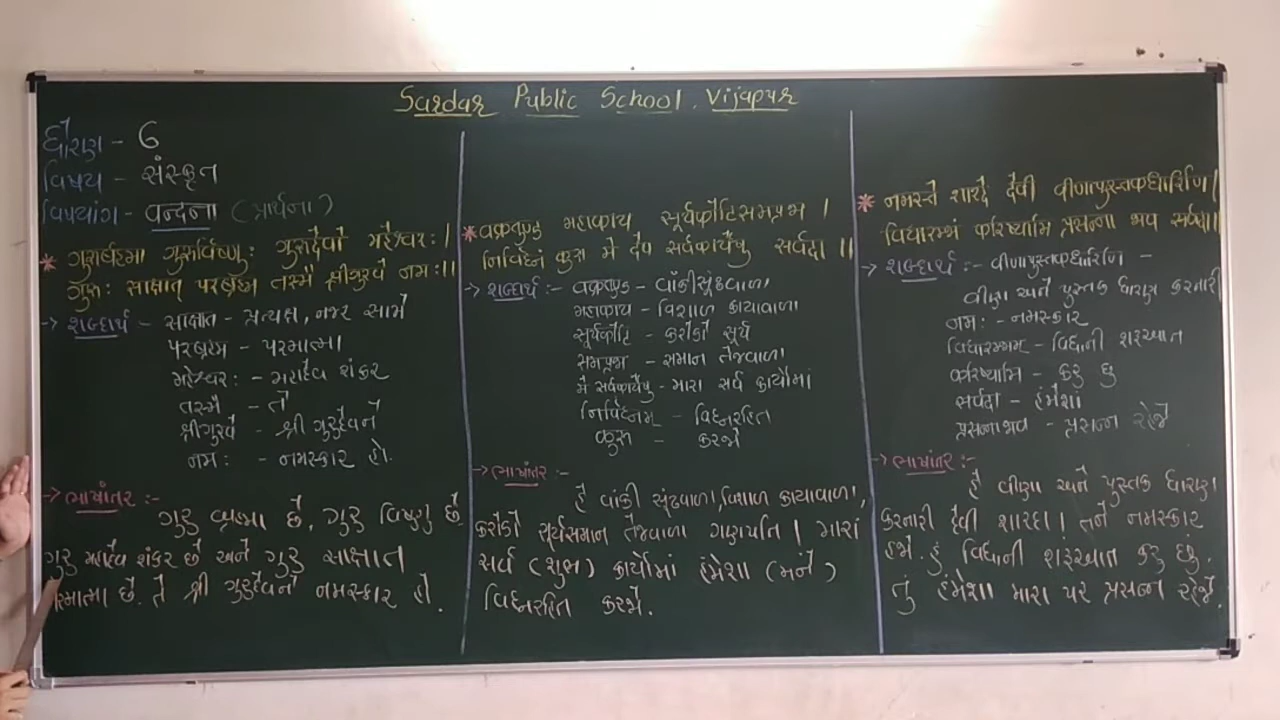 Sardar Public School. Vijapur
ધોરણ - 6
વિષય - સંસ્કૃત
વિષયાંગ - વન્દના (પ્રાર્થના)
* ગુરુર્બ્રહ્મા ગુરુર્વિષ્ણુઃ ગુરુર્દેવો મહેશ્વરઃ।
ગુરુઃ સાક્ષાત્ પરબ્રહ્મ તસ્મૈ શ્રીગુરવે નમઃ॥
-> શબ્દાર્થ - સાક્ષાત - પ્રત્યક્ષ, નજર સામે
પરબ્રહ્મ - પરમાત્મા
મહેશ્વરઃ - મહાદેવ શંકર
તસ્મૈ - તે
શ્રીગુરવે - શ્રી ગુરુદેવને
નમઃ - નમસ્કાર હો.
-> ભાષાંતર :-
ગુરુ બ્રહ્મા છે, ગુરુ વિષ્ણુ છે
ગુરુ મહાદેવ શંકર છે અને ગુરુ સાક્ષાત
પરમાત્મા છે. તે શ્રી ગુરુદેવને નમસ્કાર હો.
* વક્રતુણ્ડ મહાકાય સૂર્યકોટિસમપ્રભ ।
નિર્વિઘ્નં કુરુ મે દેવ સર્વકાર્યેષુ સર્વદા ॥
-> શબ્દાર્થ :- વક્રતુણ્ડ - વાંકીસૂંઢવાળા
મહાકાય - વિશાળ કાયાવાળા
સૂર્યકોટિ - કરોડો સૂર્ય
સમપ્રભ - સમાન તેજવાળા
મે સર્વકાર્યેષુ - મારા સર્વ કાર્યોમાં
નિર્વિઘ્નમ્ - વિઘ્નરહિત
કુરુ - કરજો
-> ભાષાંતર :-
હે વાંકી સૂંઢવાળા, વિશાળ કાયાવાળા,
કરોડો સૂર્યસમાન તેજવાળા ગણપતિ । મારાં
સર્વ (શુભ) કાર્યોમાં હંમેશા (મને)
વિઘ્નરહિત કરજો.
* નમસ્તે શારદે દેવી વીણાપુસ્તકધારિણિ।
વિદ્યારમ્ભં કરિષ્યામિ પ્રસન્ના ભવ સર્વદા॥
-> શબ્દાર્થ :- વીણાપુસ્તકધારિણિ -
વીણા અને પુસ્તક ધારણ કરનારી
નમઃ - નમસ્કાર
વિદ્યારમ્ભમ્ - વિદ્યાની શરૂઆત
કરિષ્યામિ - કરુ છુ
સર્વદા - હંમેશાં
પ્રસન્નાભવ - પ્રસન્ન રહેજે
-> ભાષાંતર :-
હે વીણા અને પુસ્તક ધારણ
કરનારી દેવી શારદા। તને નમસ્કાર
હજો. હું વિદ્યાની શરૂઆત કરુ છું.
તું હંમેશા મારા પર પ્રસન્ન રહેજે.